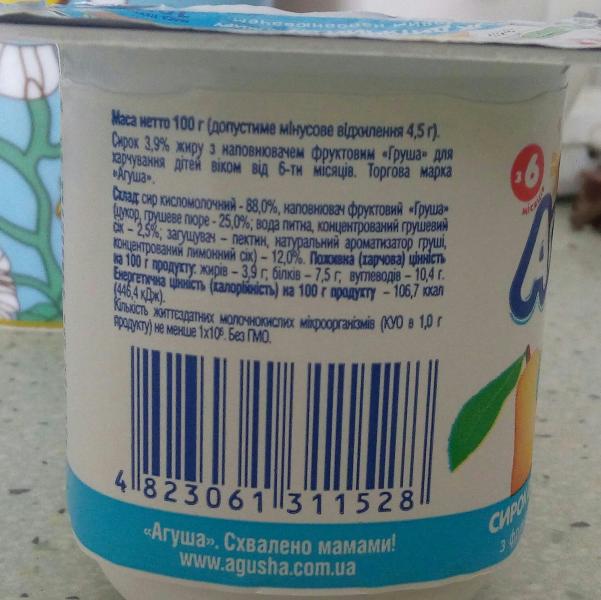 Маса нетто 100 г (допустиме мінусове відхилення 4,5 г).
Сирок 3,9% жиру з наповнювачем фруктовим «Груша» для
харчування дітей віком від 6-ти місяців. Торгова марка
«Агуша».
Склад: сир кисломолочний - 88,0%, наповнювач фруктовий «Груша»
(цукор, грушеве пюре - 25,0%; вода питна, концентрований грушевий
сік – 2,5%; загущувач – пектин, натуральний ароматизатор груші,
концентрований лимонний сік) – 12,0%. Поживна (харчова) цінність
на 100 г продукту: жирів – 3,9 г; білків – 7,5 г; вуглеводів – 10,4 г.
Енергетична цінність (калорійність) на 100 г продукту – 106,7 ккал
(446,4 кДж).
Кількість життєздатних молочнокислих мікроорганізмів (КУО в 1,0 г
продукту) не менше 1х10⁶. Без ГМО.
4 823061 311528
«Агуша». Схвалено мамами!
www.agusha.com.ua
з 6
місяців
СИРОК